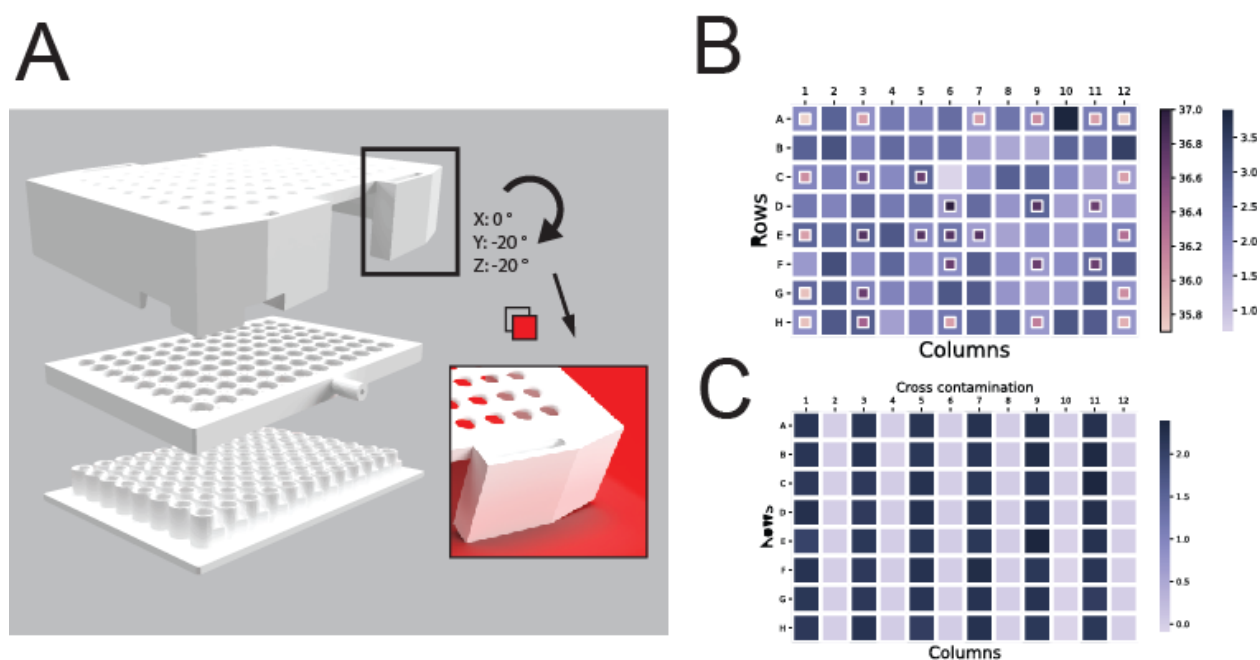 A
X: 0 °
Y: -20 °
Z: -20 °
B
1 2 3 4 5 6 7 8 9 10 11 12
A
B
C
D
E
F
G
H
Rows
Columns
37.0
36.8
36.6
36.4
36.2
36.0
35.8
3.5
3.0
2.5
2.0
1.5
1.0
C
Cross contamination
1 2 3 4 5 6 7 8 9 10 11 12
A
B
C
D
E
F
G
H
Rows
Columns
2.0
1.5
1.0
0.5
0.0